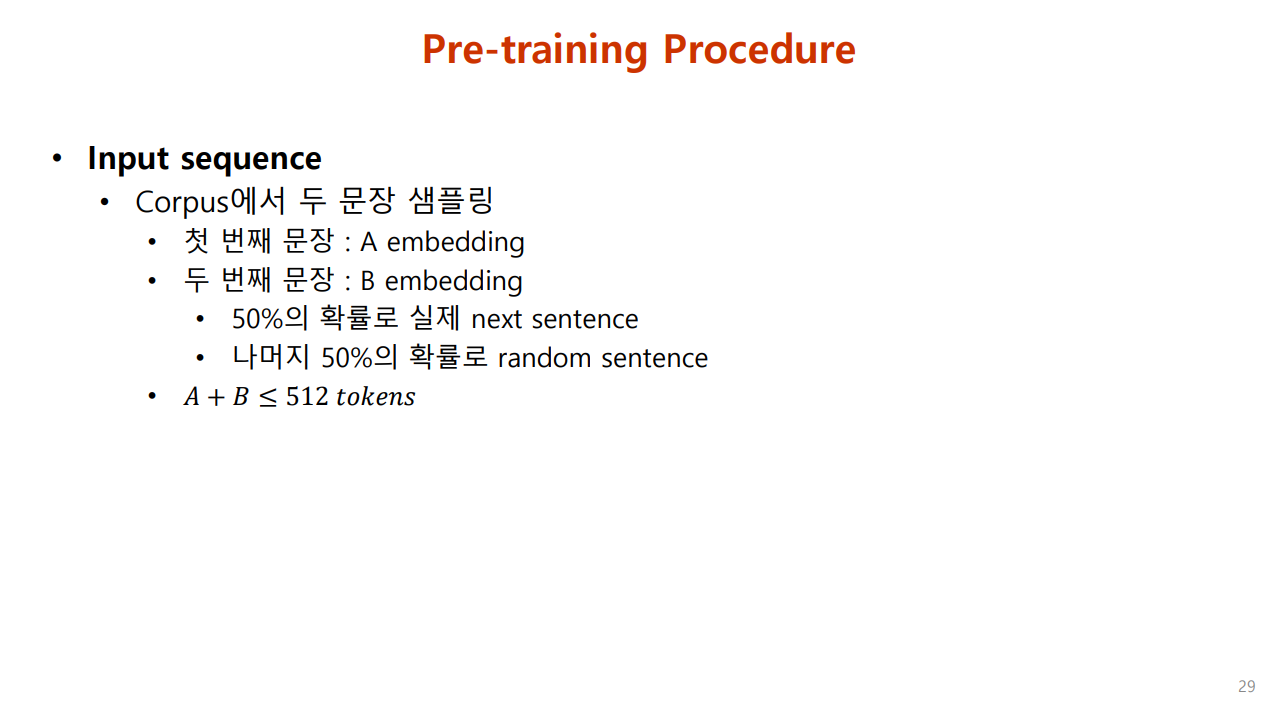 Pre-training Procedure
• Input sequence
• Corpus에서 두 문장 샘플링
• 첫 번째 문장 : A embedding
• 두 번째 문장 : B embedding
• 50%의 확률로 실제 next sentence
• 나머지 50%의 확률로 random sentence
• A + B ≤ 512 tokens
29